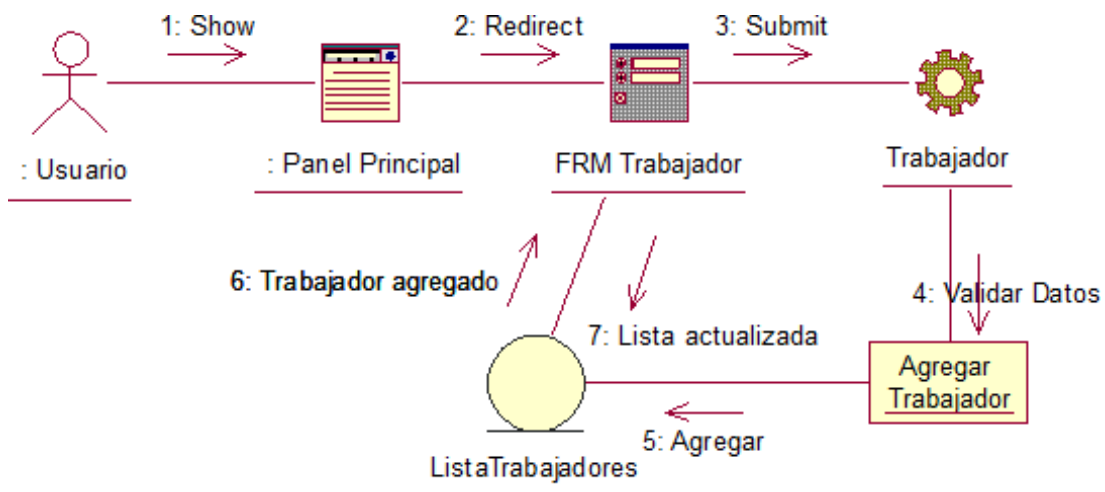 1: Show
2: Redirect
3: Submit
: Usuario
: Panel Principal
FRM Trabajador
Trabajador
6: Trabajador agregado
4: Validar Datos
7: Lista actualizada
Agregar
Trabajador
5: Agregar
ListaTrabajadores